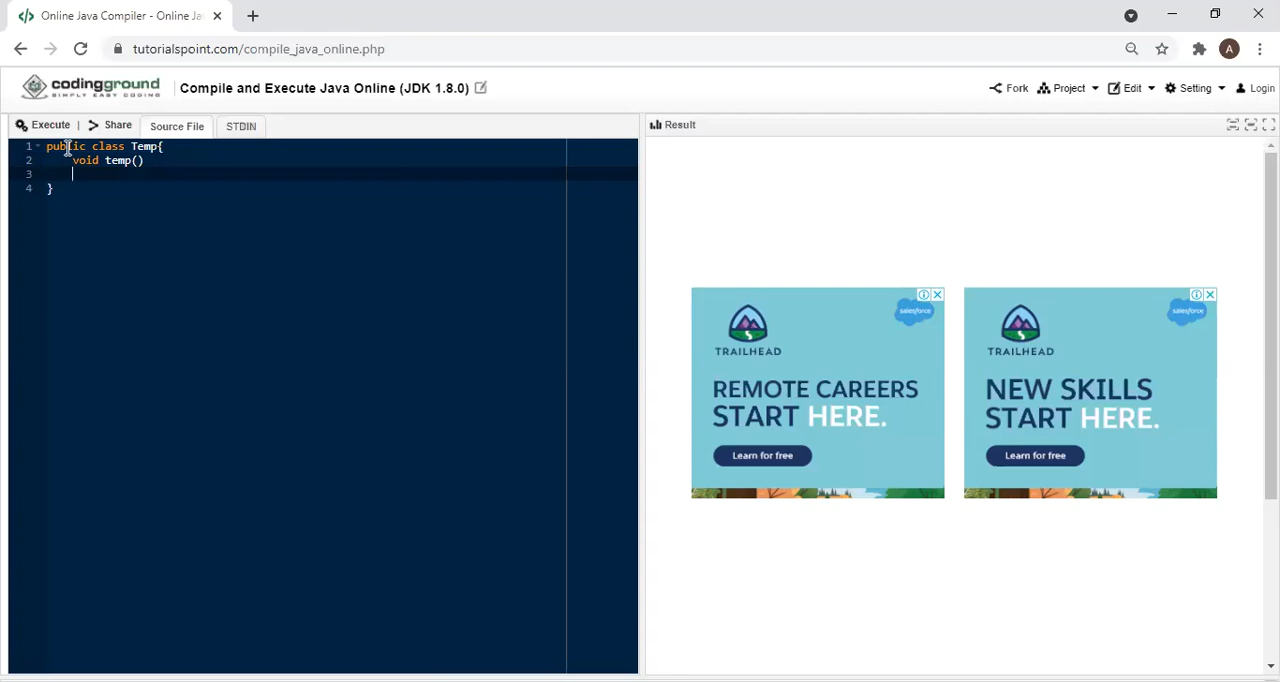 Online Java Compiler - Online Ja
tutorialspoint.com/compile_java_online.php
A
codingground
SIMPLY EASY CODING
Compile and Execute Java Online (JDK 1.8.0)
Fork
Project
Edit
Setting
Login
Execute | Share
Source File
STDIN
Result
1 public class Temp{
2 void temp()
3
4 }
salesforce
TRAILHEAD
REMOTE CAREERS
START HERE.
Learn for free
salesforce
TRAILHEAD
NEW SKILLS
START HERE.
Learn for free